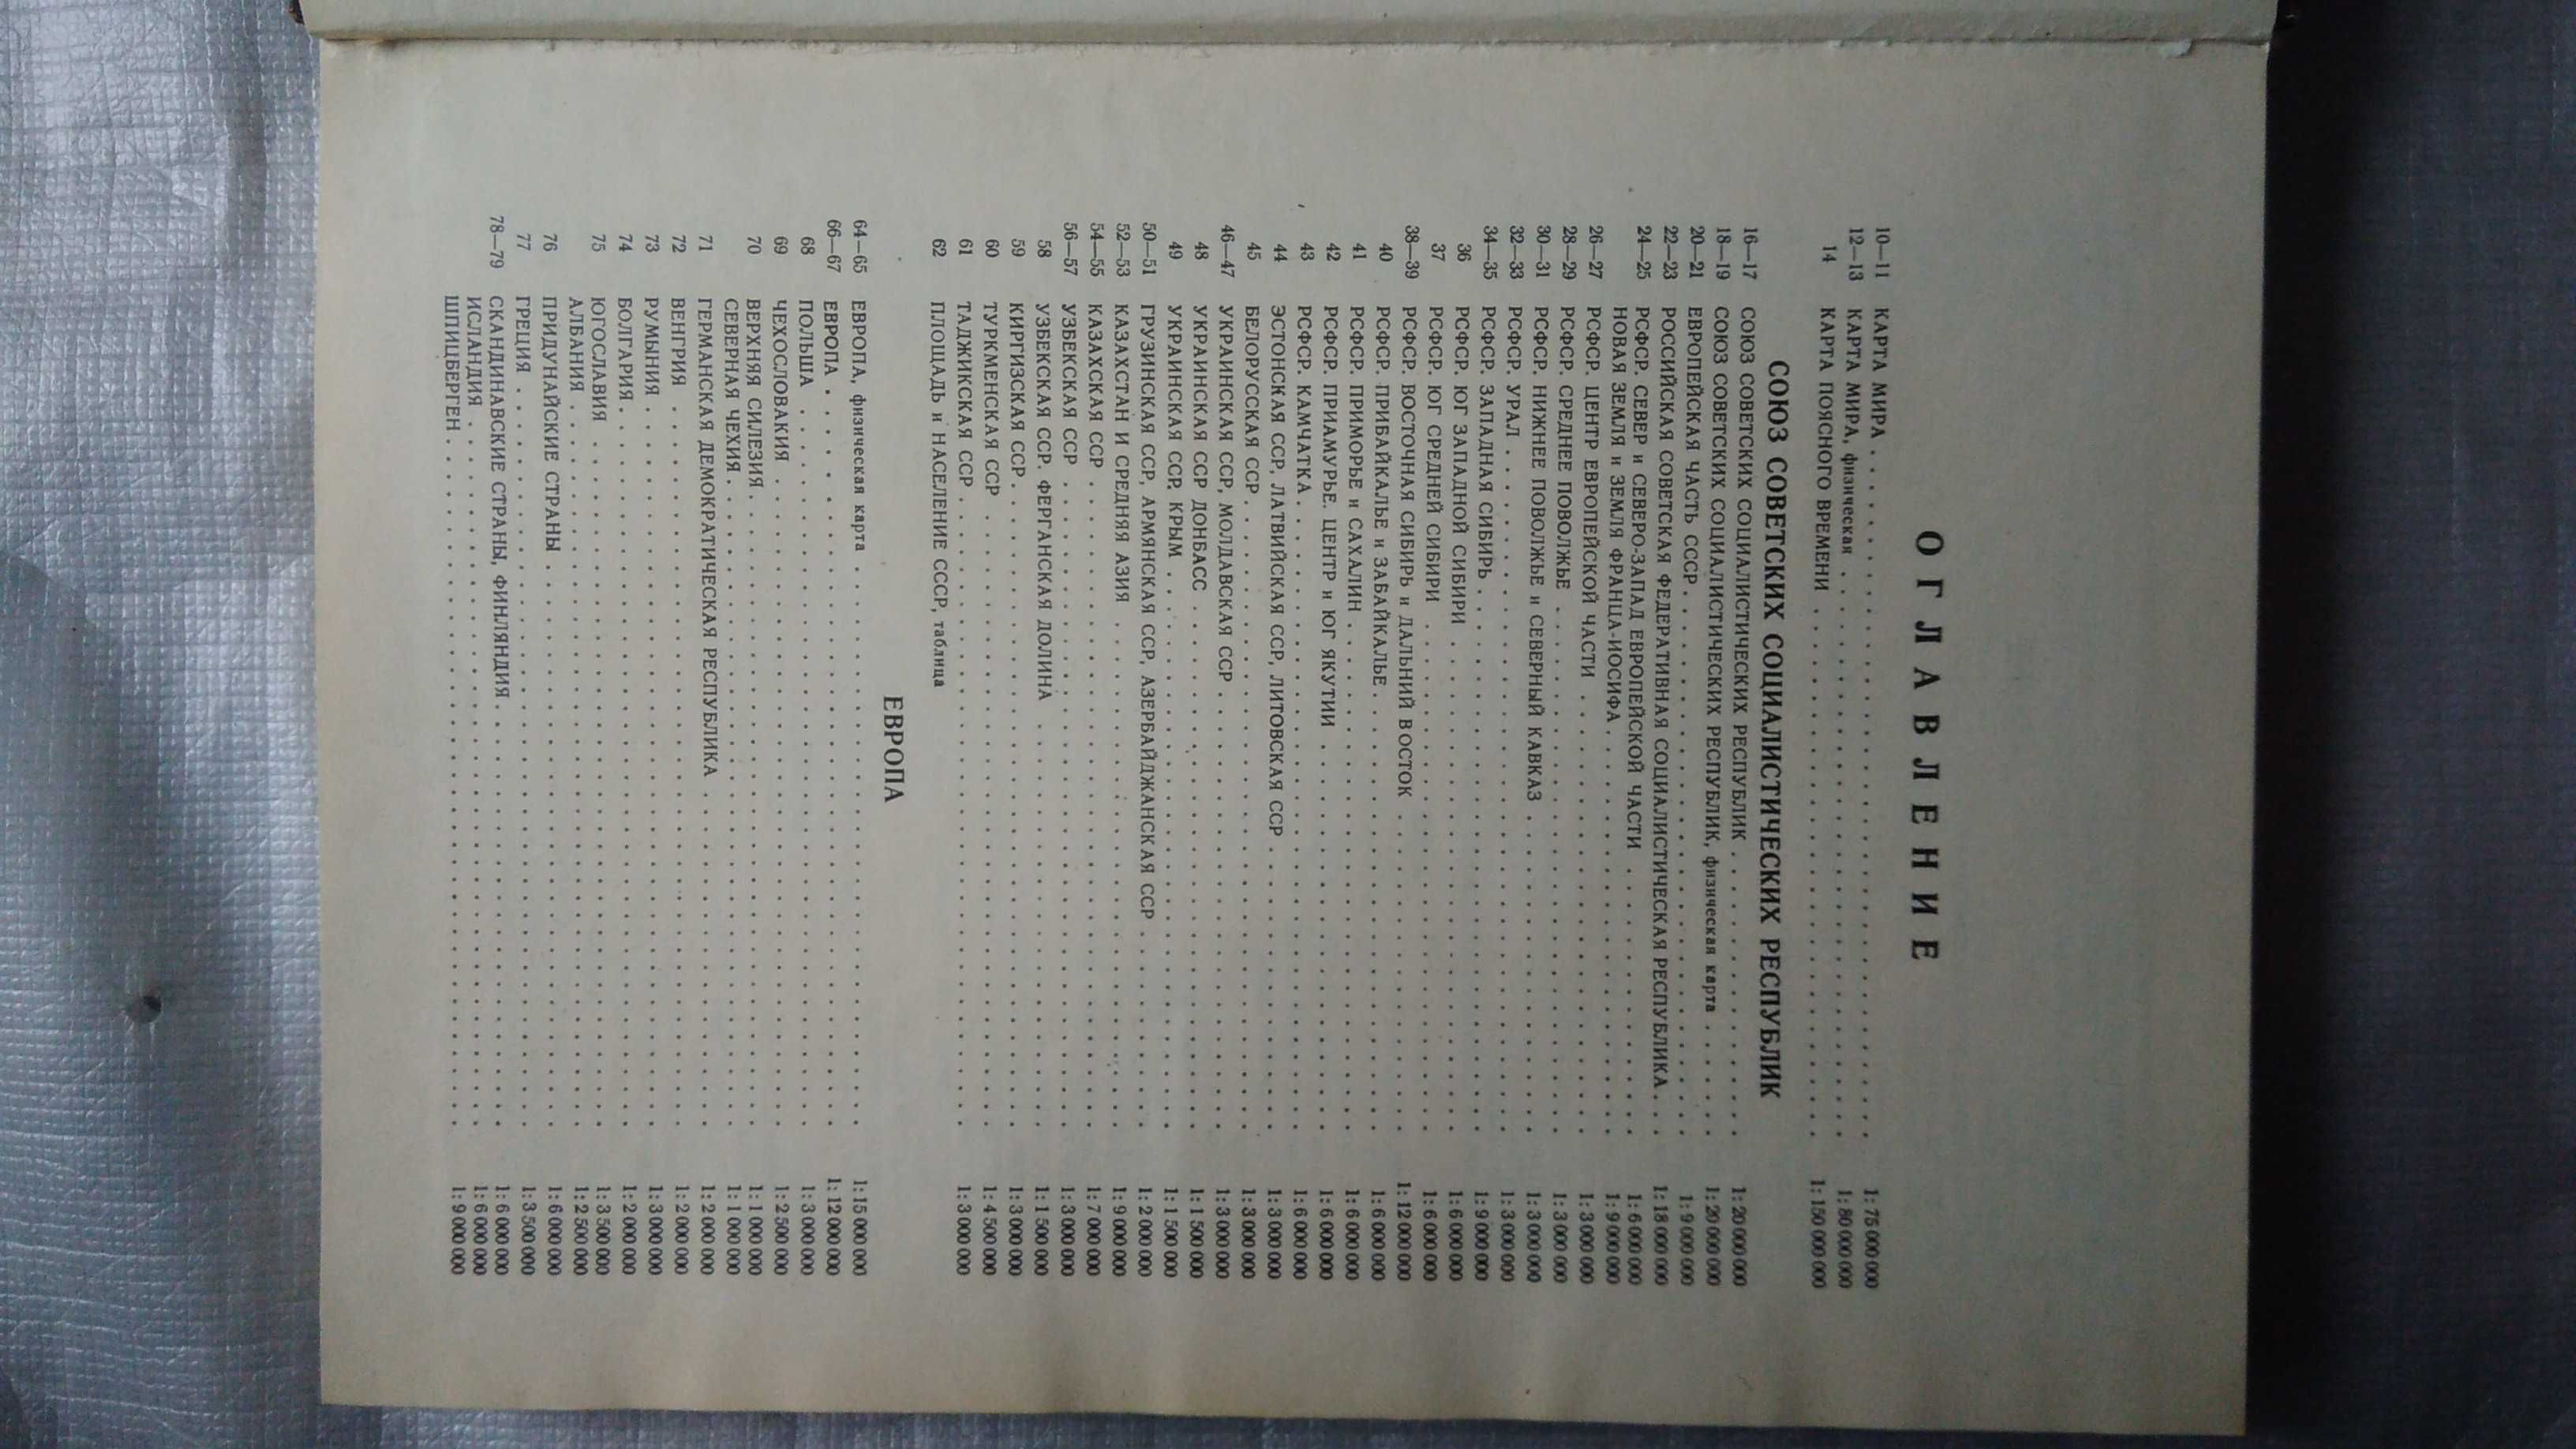 ОГЛАВЛЕНИЕ
10—11 КАРТА МИРА 1: 75 000 000
12—13 КАРТА МИРА, физическая 1: 80 000 000
14 КАРТА ПОЯСНОГО ВРЕМЕНИ 1: 150 000 000
СОЮЗ СОВЕТСКИХ СОЦИАЛИСТИЧЕСКИХ РЕСПУБЛИК
16—17 СОЮЗ СОВЕТСКИХ СОЦИАЛИСТИЧЕСКИХ РЕСПУБЛИК 1: 20 000 000
18—19 СОЮЗ СОВЕТСКИХ СОЦИАЛИСТИЧЕСКИХ РЕСПУБЛИК, физическая карта 1: 20 000 000
20—21 ЕВРОПЕЙСКАЯ ЧАСТЬ СССР 1: 9 000 000
22—23 РОССИЙСКАЯ СОВЕТСКАЯ ФЕДЕРАТИВНАЯ СОЦИАЛИСТИЧЕСКАЯ РЕСПУБЛИКА 1: 18 000 000
24—25 РСФСР. СЕВЕР и СЕВЕРО-ЗАПАД ЕВРОПЕЙСКОЙ ЧАСТИ 1: 6 000 000
НОВАЯ ЗЕМЛЯ и ЗЕМЛЯ ФРАНЦА-ИОСИФА 1: 9 000 000
26—27 РСФСР. ЦЕНТР ЕВРОПЕЙСКОЙ ЧАСТИ 1: 3 000 000
28—29 РСФСР. СРЕДНЕЕ ПОВОЛЖЬЕ 1: 3 000 000
30—31 РСФСР. НИЖНЕЕ ПОВОЛЖЬЕ и СЕВЕРНЫЙ КАВКАЗ 1: 3 000 000
32—33 РСФСР. УРАЛ 1: 3 000 000
34—35 РСФСР. ЗАПАДНАЯ СИБИРЬ 1: 9 000 000
36 РСФСР. ЮГ ЗАПАДНОЙ СИБИРИ 1: 6 000 000
37 РСФСР. ЮГ СРЕДНЕЙ СИБИРИ 1: 6 000 000
38—39 РСФСР. ВОСТОЧНАЯ СИБИРЬ и ДАЛЬНИЙ ВОСТОК 1: 12 000 000
40 РСФСР. ПРИБАЙКАЛЬЕ и ЗАБАЙКАЛЬЕ 1: 6 000 000
41 РСФСР. ПРИМОРЬЕ и САХАЛИН 1: 6 000 000
42 РСФСР. ПРИАМУРЬЕ. ЦЕНТР и ЮГ ЯКУТИИ 1: 6 000 000
43 РСФСР. КАМЧАТКА 1: 6 000 000
44 ЭСТОНСКАЯ ССР, ЛАТВИЙСКАЯ ССР, ЛИТОВСКАЯ ССР 1: 3 000 000
45 БЕЛОРУССКАЯ ССР 1: 3 000 000
46—47 УКРАИНСКАЯ ССР, МОЛДАВСКАЯ ССР 1: 3 000 000
48 УКРАИНСКАЯ ССР ДОНБАСС 1: 1 500 000
49 УКРАИНСКАЯ ССР, КРЫМ 1: 1 500 000
50—51 ГРУЗИНСКАЯ ССР, АРМЯНСКАЯ ССР, АЗЕРБАЙДЖАНСКАЯ ССР 1: 2 000 000
52—53 КАЗАХСТАН И СРЕДНЯЯ АЗИЯ 1: 9 000 000
54—55 КАЗАХСКАЯ ССР 1: 7 000 000
56—57 УЗБЕКСКАЯ ССР 1: 3 000 000
58 УЗБЕКСКАЯ ССР. ФЕРГАНСКАЯ ДОЛИНА 1: 1 500 000
59 КИРГИЗСКАЯ ССР 1: 3 000 000
60 ТУРКМЕНСКАЯ ССР 1: 4 500 000
61 ТАДЖИКСКАЯ ССР 1: 3 000 000
62 ПЛОЩАДЬ и НАСЕЛЕНИЕ СССР, таблица
ЕВРОПА
64—65 ЕВРОПА, физическая карта 1: 15 000 000
66—67 ЕВРОПА 1: 12 000 000
68 ПОЛЬША 1: 3 000 000
69 ЧЕХОСЛОВАКИЯ 1: 2 500 000
70 ВЕРХНЯЯ СИЛЕЗИЯ 1: 1 000 000
СЕВЕРНАЯ ЧЕХИЯ 1: 1 000 000
71 ГЕРМАНСКАЯ ДЕМОКРАТИЧЕСКАЯ РЕСПУБЛИКА 1: 2 000 000
72 ВЕНГРИЯ 1: 2 000 000
73 РУМЫНИЯ 1: 3 000 000
74 БОЛГАРИЯ 1: 2 000 000
75 ЮГОСЛАВИЯ 1: 3 500 000
АЛБАНИЯ 1: 2 500 000
76 ПРИДУНАЙСКИЕ СТРАНЫ 1: 6 000 000
77 ГРЕЦИЯ 1: 3 500 000
78—79 СКАНДИНАВСКИЕ СТРАНЫ, ФИНЛЯНДИЯ 1: 6 000 000
ИСЛАНДИЯ 1: 6 000 000
ШПИЦБЕРГЕН 1: 9 000 000